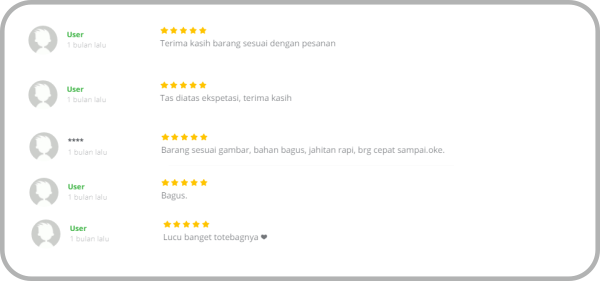 User
1 bulan lalu
Terima kasih barang sesuai dengan pesanan
User
1 bulan lalu
Tas diatas ekspetasi, terima kasih
****
1 bulan lalu
Barang sesuai gambar, bahan bagus, jahitan rapi, brg cepat sampai.oke.
User
1 bulan lalu
Bagus.
User
1 bulan lalu
Lucu banget totebagnya ❤